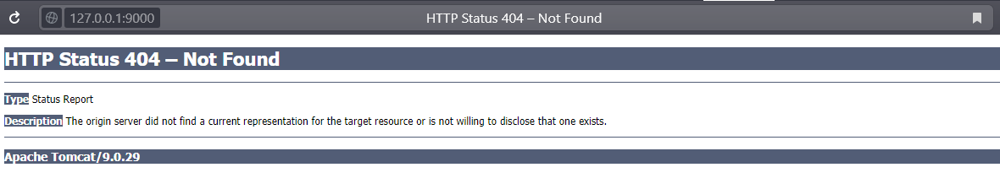 127.0.0.1:9000 HTTP Status 404 – Not Found
HTTP Status 404 – Not Found
Type Status Report
Description The origin server did not find a current representation for the target resource or is not willing to disclose that one exists.
Apache Tomcat/9.0.29